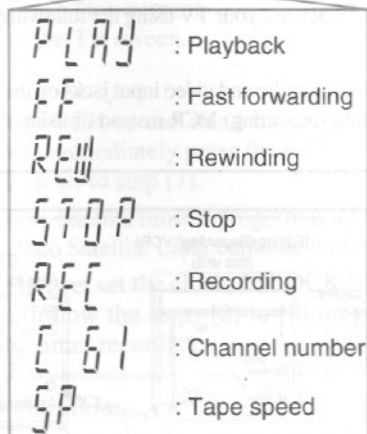 PLAY : Playback
FF : Fast forwarding
REW : Rewinding
STOP : Stop
REC : Recording
C 61 : Channel number
SP : Tape speed